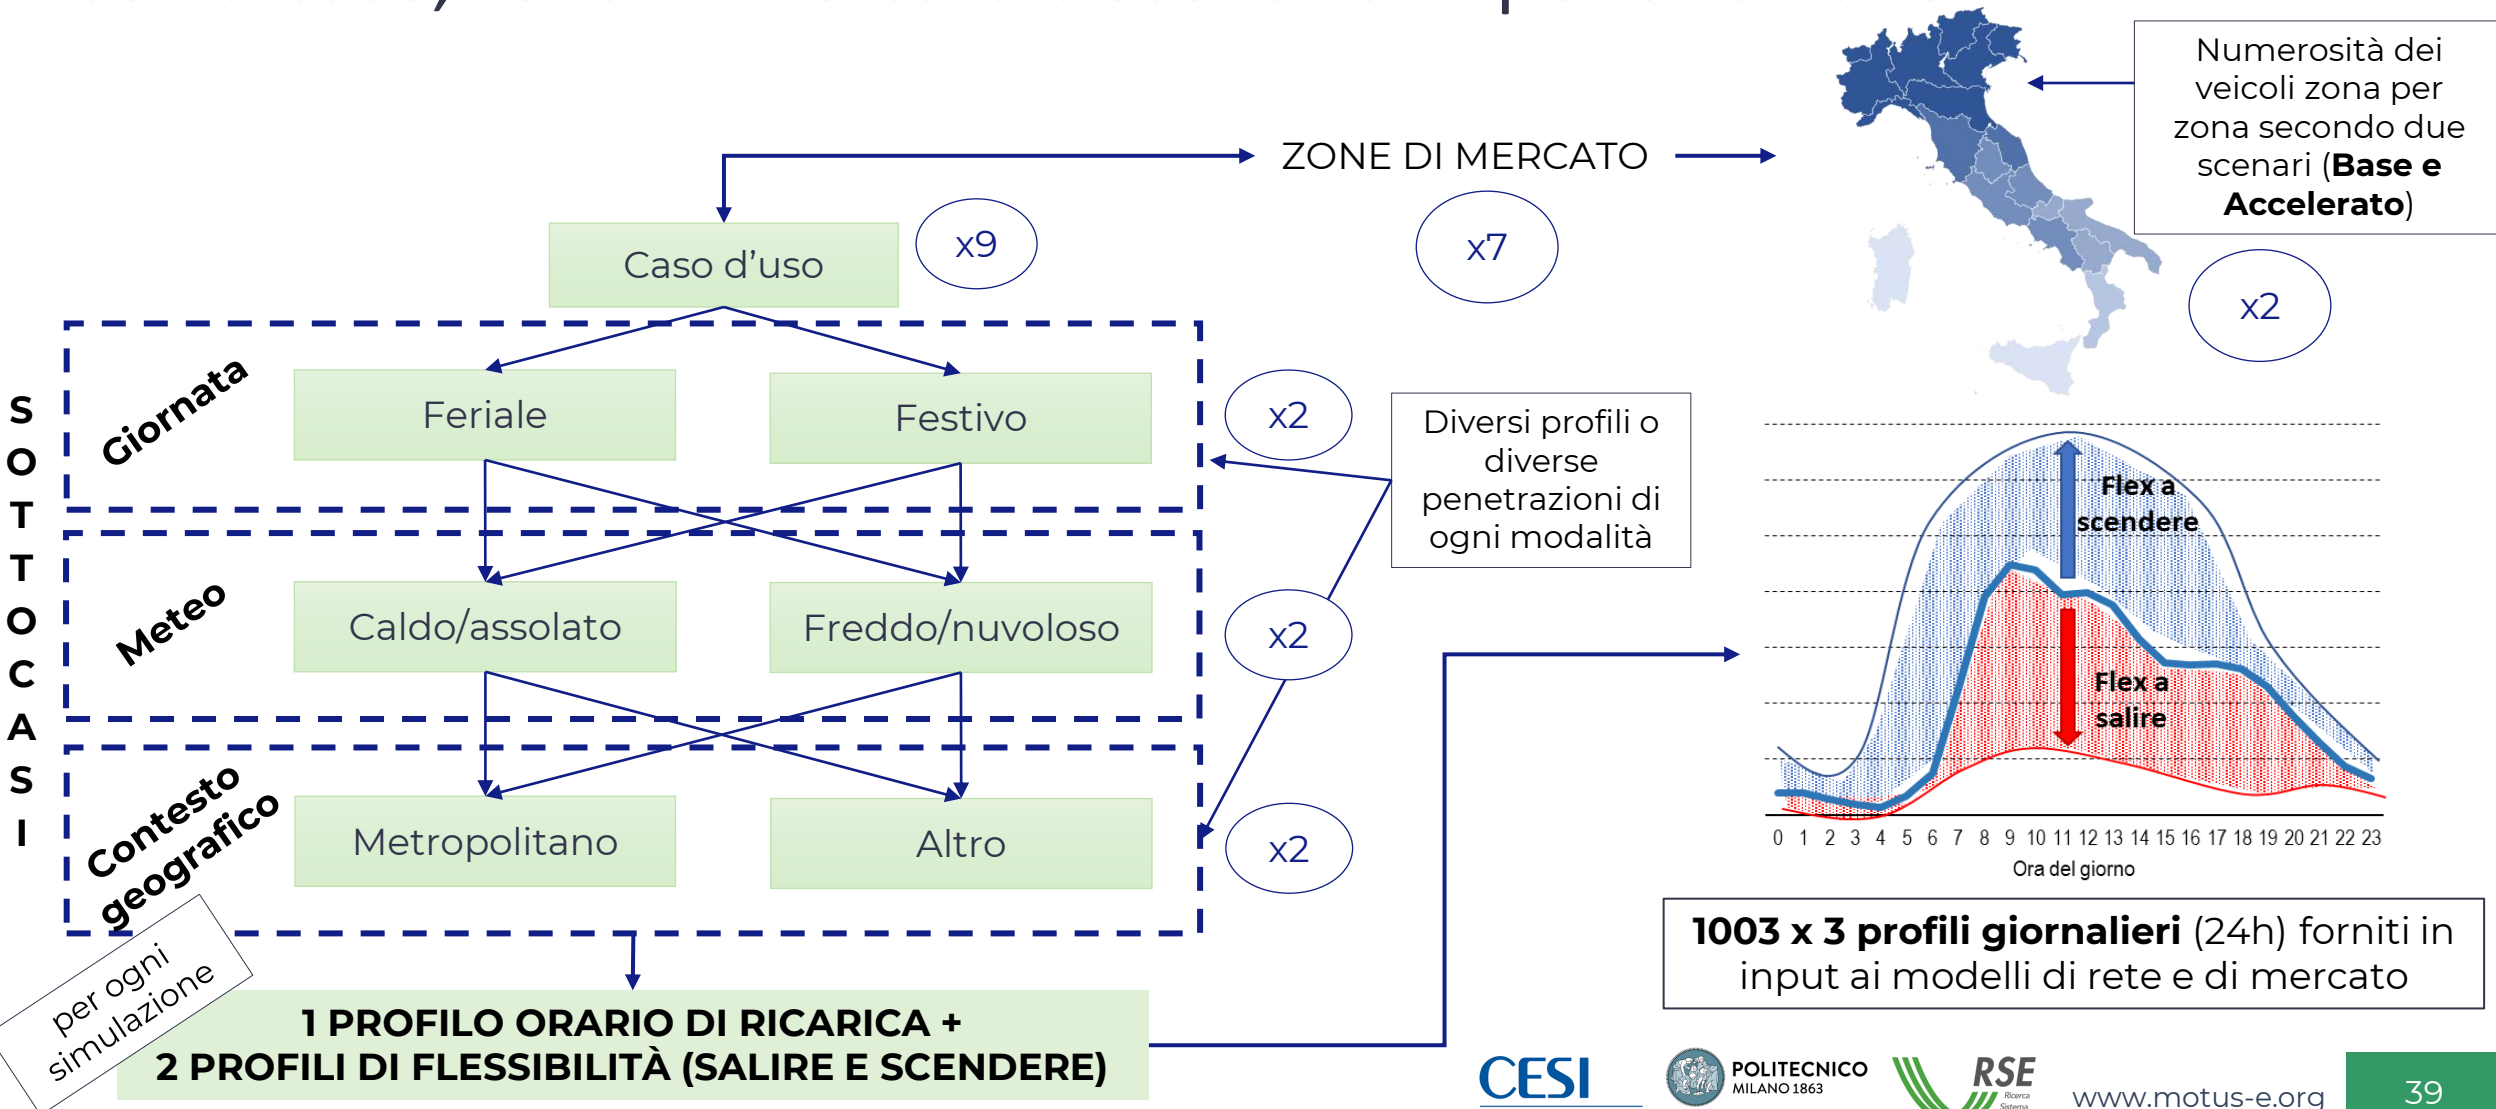 Numerosità dei
veicoli zona per
zona secondo due
scenari (Base e
Accelerato)
ZONE DI MERCATO
x9
x7
x2
Caso d'uso
SOTTOCASI
Giornata
Feriale
Festivo
x2
Diversi profili o
diverse
penetrazioni di
ogni modalità
Meteo
Caldo/assolato
Freddo/nuvoloso
x2
Contesto
geografico
Metropolitano
Altro
x2
Flex a
scendere
Flex a
salire
0 1 2 3 4 5 6 7 8 9 10 11 12 13 14 15 16 17 18 19 20 21 22 23
Ora del giorno
1003 x 3 profili giornalieri (24h) forniti in
input ai modelli di rete e di mercato
per ogni
simulazione
1 PROFILO ORARIO DI RICARICA +
2 PROFILI DI FLESSIBILITÀ (SALIRE E SCENDERE)
CESI
POLITECNICO
MILANO 1863
RSE
Ricerca
Sistema
www.motus-e.org
39